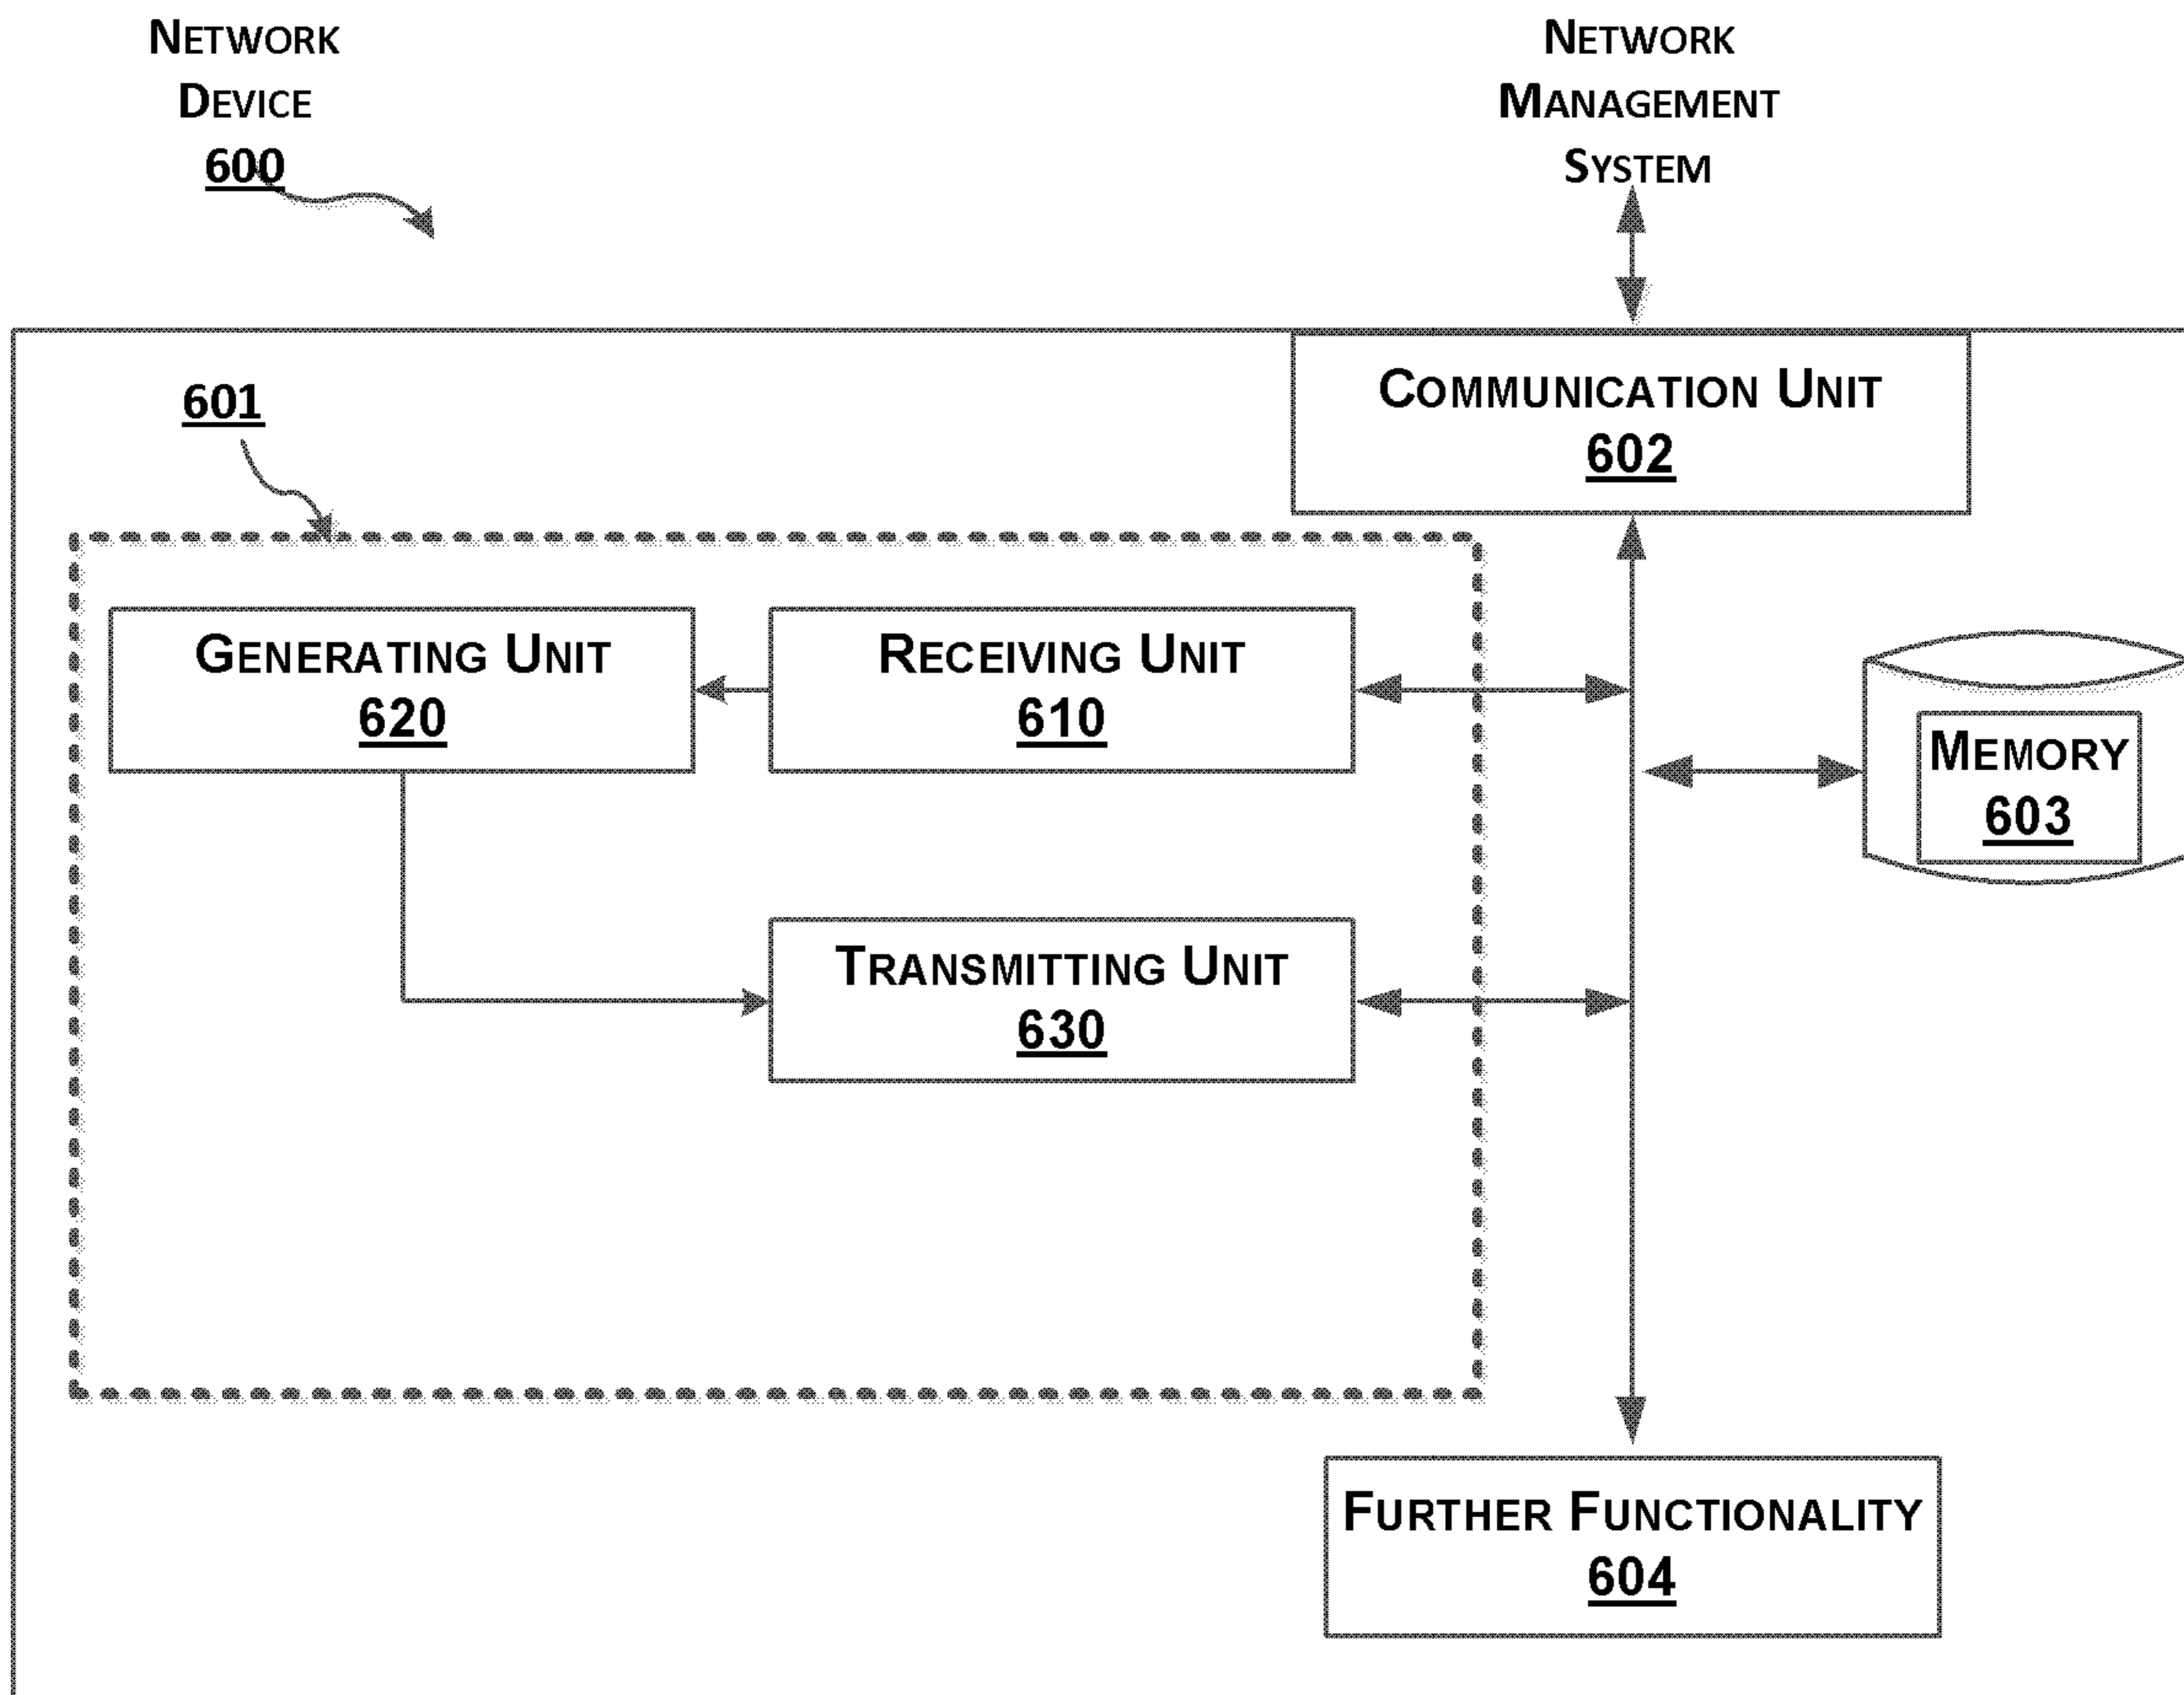 NETWORK
DEVICE
600
NETWORK
MANAGEMENT
SYSTEM
COMMUNICATION UNIT
602
601
GENERATING UNIT
620
RECEIVING UNIT
610
MEMORY
603
TRANSMITTING UNIT
630
FURTHER FUNCTIONALITY
604